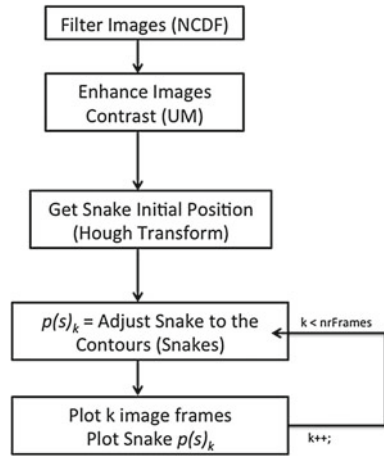 Filter Images (NCDF)
Enhance Images
Contrast (UM)
Get Snake Initial Position
(Hough Transform)
p(s)k = Adjust Snake to the
Contours (Snakes)
k < nrFrames
Plot k image frames
Plot Snake p(s)k
k++;